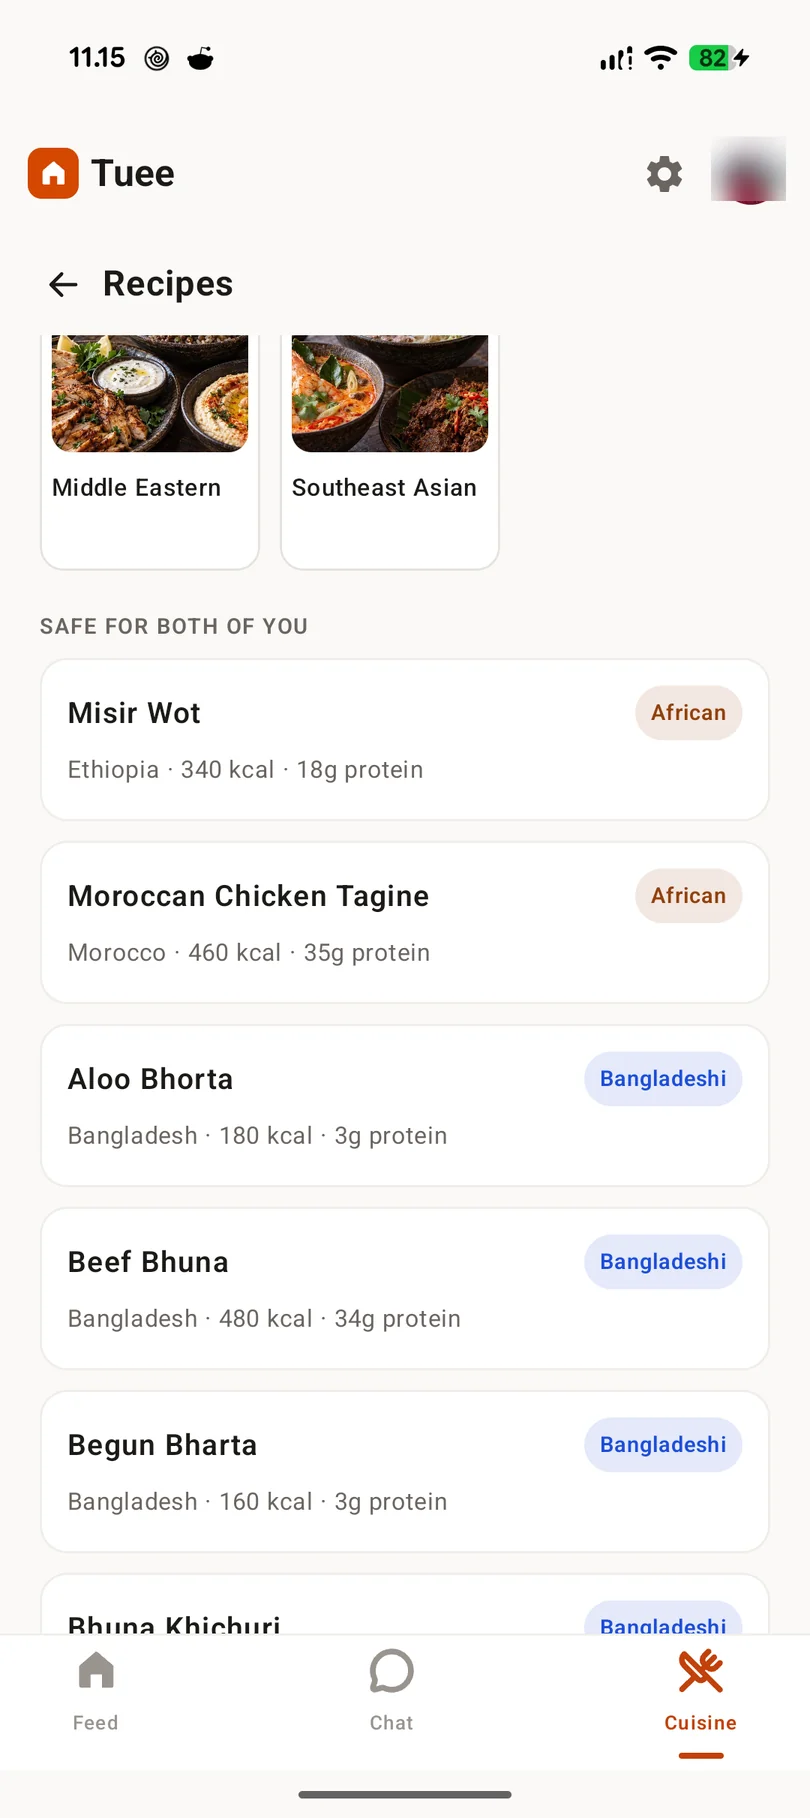 11.15
82
Tuee
Recipes
Middle Eastern
Southeast Asian
SAFE FOR BOTH OF YOU
Misir Wot
African
Ethiopia · 340 kcal · 18g protein
Moroccan Chicken Tagine
African
Morocco · 460 kcal · 35g protein
Aloo Bhorta
Bangladeshi
Bangladesh · 180 kcal · 3g protein
Beef Bhuna
Bangladeshi
Bangladesh · 480 kcal · 34g protein
Begun Bharta
Bangladeshi
Bangladesh · 160 kcal · 3g protein
Bhuna Khichuri
Bangladeshi
Feed
Chat
Cuisine